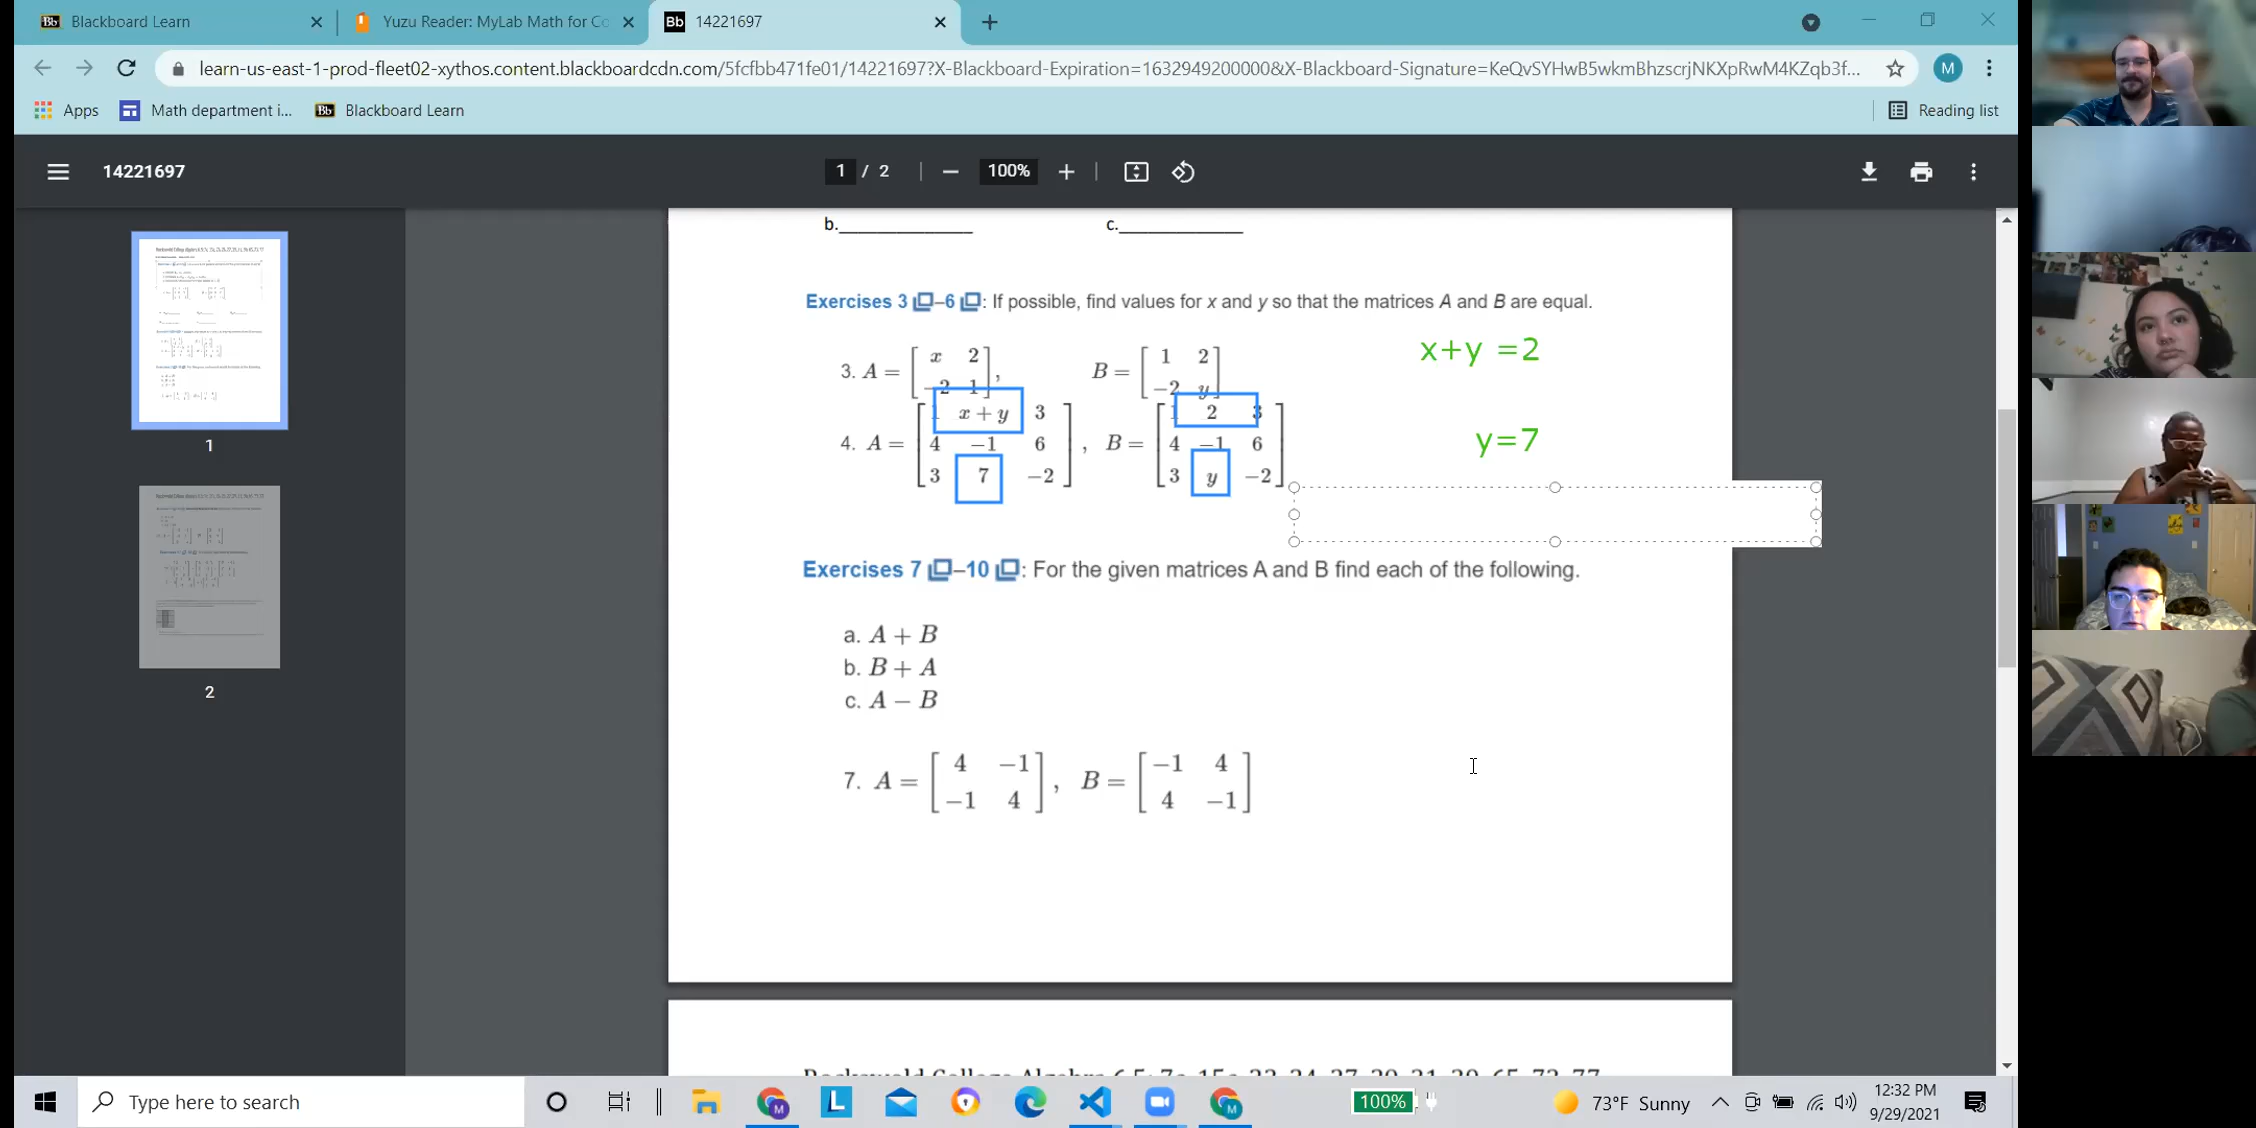 Blackboard Learn
Yuzu Reader: MyLab Math for Co
14221697
learn-us-east-1-prod-fleet02-xythos.content.blackboardcdn.com/5fcfbb471fe01/14221697?X-Blackboard-Expiration=1632949200000&X-Blackboard-Signature=KeQvSYHwB5wkmBhzscrjNKXpRwM4KZqb3f...
M
Apps
Math department i...
Blackboard Learn
Reading list
14221697
1 / 2
100%
b.______________ c.______________
Exercises 3 –6 : If possible, find values for x and y so that the matrices A and B are equal.
x+y =2
3. A = [ x 2 -2 1 ], B = [ 1 2 -2 y ]
4. A = [ 1 x + y 3 4 −1 6 3 7 −2 ], B = [ 1 2 3 4 −1 6 3 y −2 ]
y=7
Exercises 7 –10 : For the given matrices A and B find each of the following.
a. A + B
b. B + A
c. A − B
7. A = [ 4 −1 −1 4 ], B = [ −1 4 4 −1 ]
1
2
Type here to search
100%
73°F Sunny
12:32 PM
9/29/2021